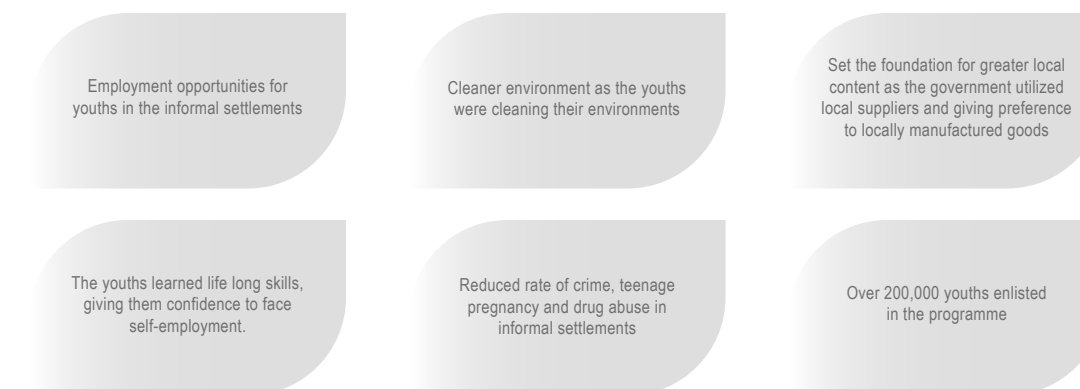 Employment opportunities for
youths in the informal settlements
Cleaner environment as the youths
were cleaning their environments
Set the foundation for greater local
content as the government utilized
local suppliers and giving preference
to locally manufactured goods
The youths learned life long skills,
giving them confidence to face
self-employment.
Reduced rate of crime, teenage
pregnancy and drug abuse in
informal settlements
Over 200,000 youths enlisted
in the programme